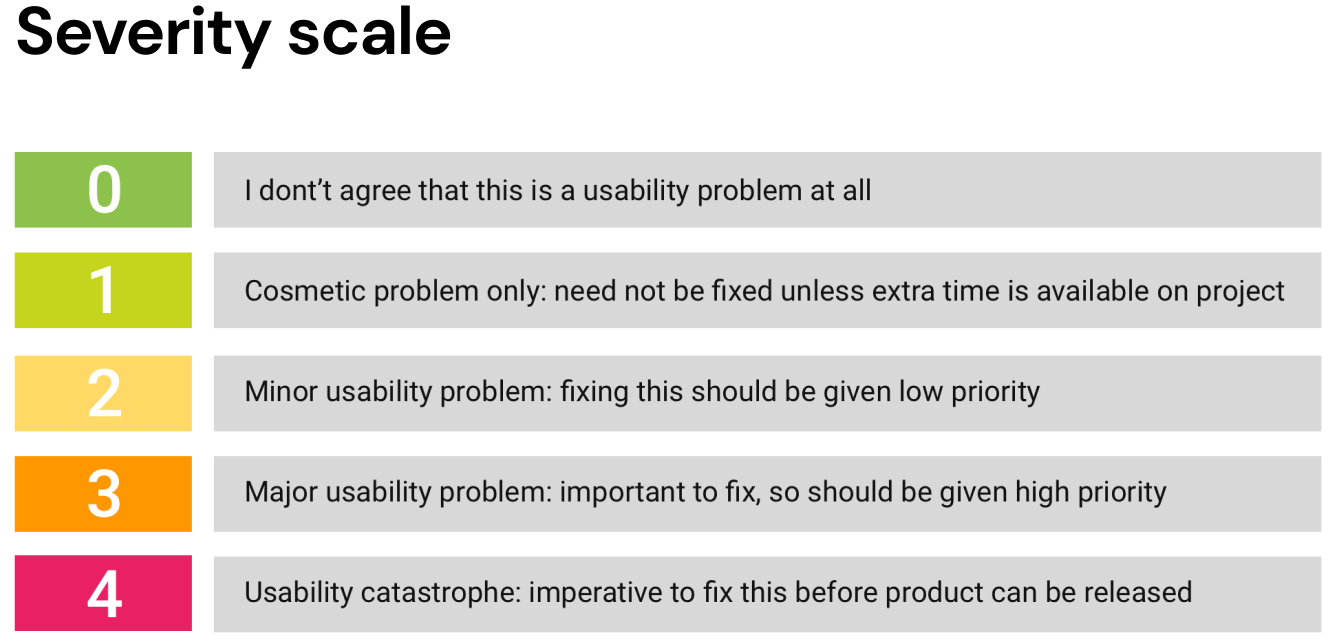 Severity scale
0
I dont’t agree that this is a usability problem at all
1
Cosmetic problem only: need not be fixed unless extra time is available on project
2
Minor usability problem: fixing this should be given low priority
3
Major usability problem: important to fix, so should be given high priority
4
Usability catastrophe: imperative to fix this before product can be released